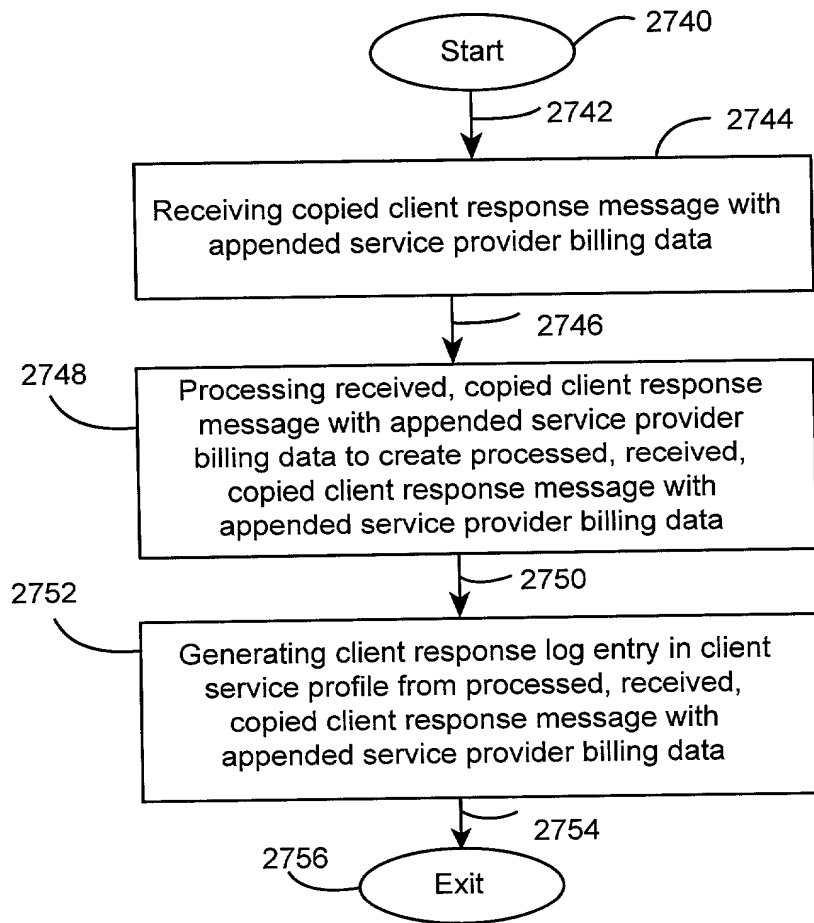 Start
2740
2742
2744
Receiving copied client response message with
appended service provider billing data
2746
2748
Processing received, copied client response
message with appended service provider
billing data to create processed, received,
copied client response message with
appended service provider billing data
2750
2752
Generating client response log entry in client
service profile from processed, received,
copied client response message with
appended service provider billing data
2754
2756
Exit